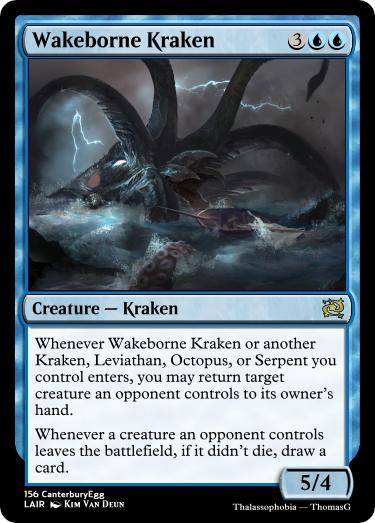 Wakeborne Kraken 3
Creature — Kraken
Whenever Wakeborne Kraken or another
Kraken, Leviathan, Octopus, or Serpent you
control enters, you may return target
creature an opponent controls to its owner's
hand.
Whenever a creature an opponent controls
leaves the battlefield, if it didn't die, draw a
card.
5/4
156 CanterburyEgg
LAIR Kim Van Deun
Thalassophobia — ThomasG